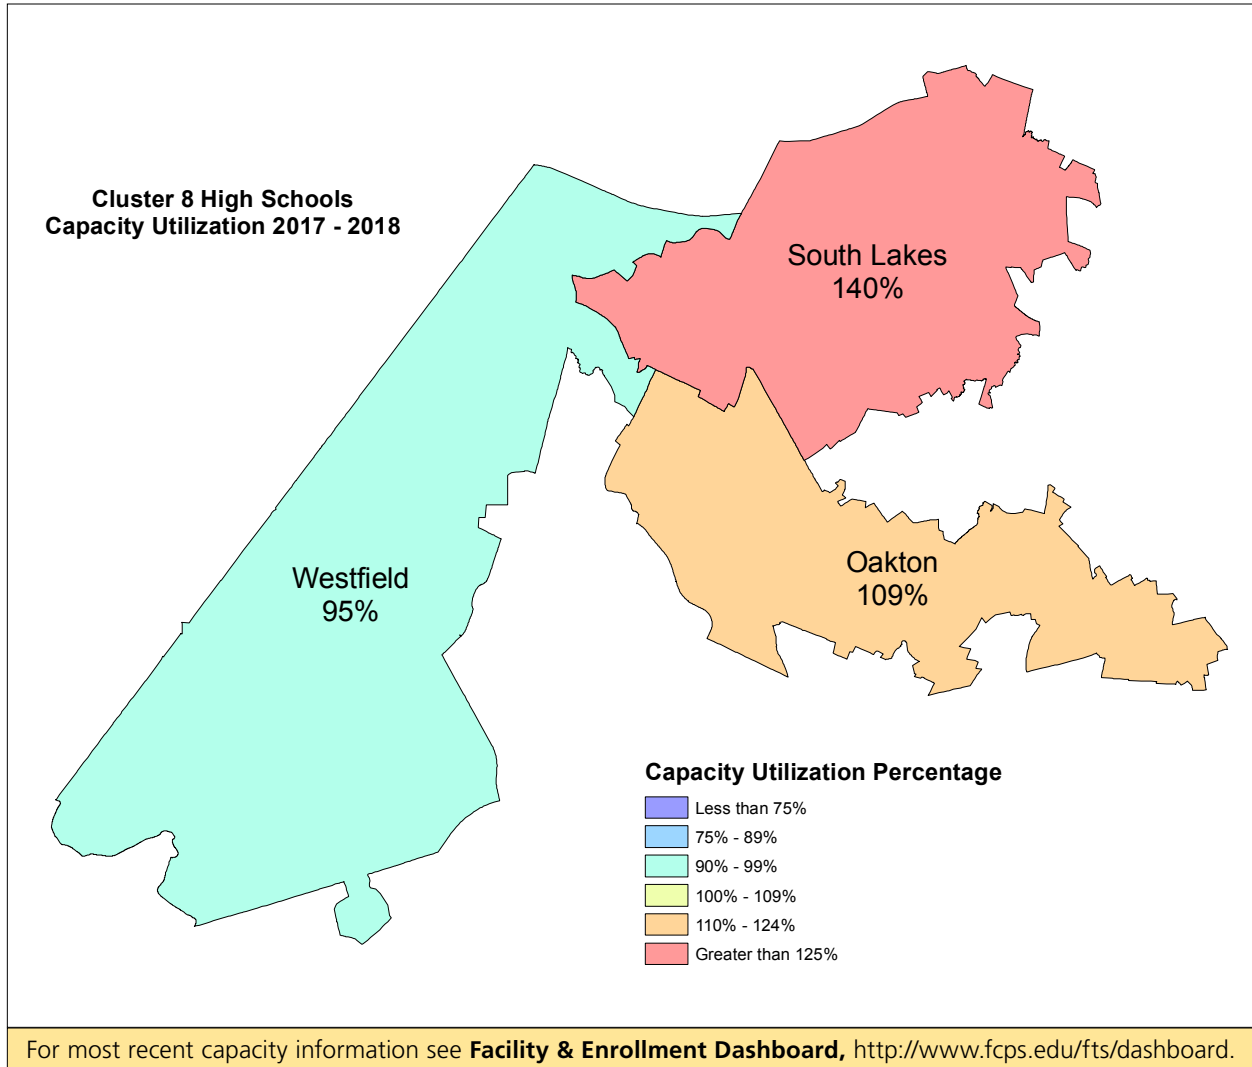 Cluster 8 High Schools
Capacity Utilization 2017 - 2018
South Lakes
140%
Westfield
95%
Oakton
109%
Capacity Utilization Percentage
Less than 75%
75% - 89%
90% - 99%
100% - 109%
110% - 124%
Greater than 125%
For most recent capacity information see Facility & Enrollment Dashboard, http://www.fcps.edu/fts/dashboard.